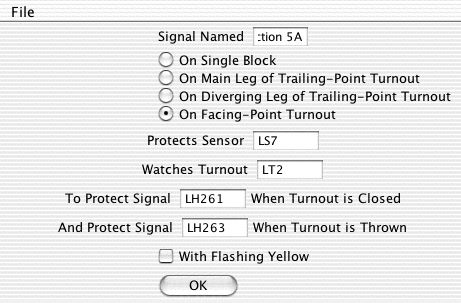 File
Signal Named :tion 5A
On Single Block
On Main Leg of Trailing-Point Turnout
On Diverging Leg of Trailing-Point Turnout
On Facing-Point Turnout
Protects Sensor LS7
Watches Turnout LT2
To Protect Signal LH261 When Turnout is Closed
And Protect Signal LH263 When Turnout is Thrown
With Flashing Yellow
OK